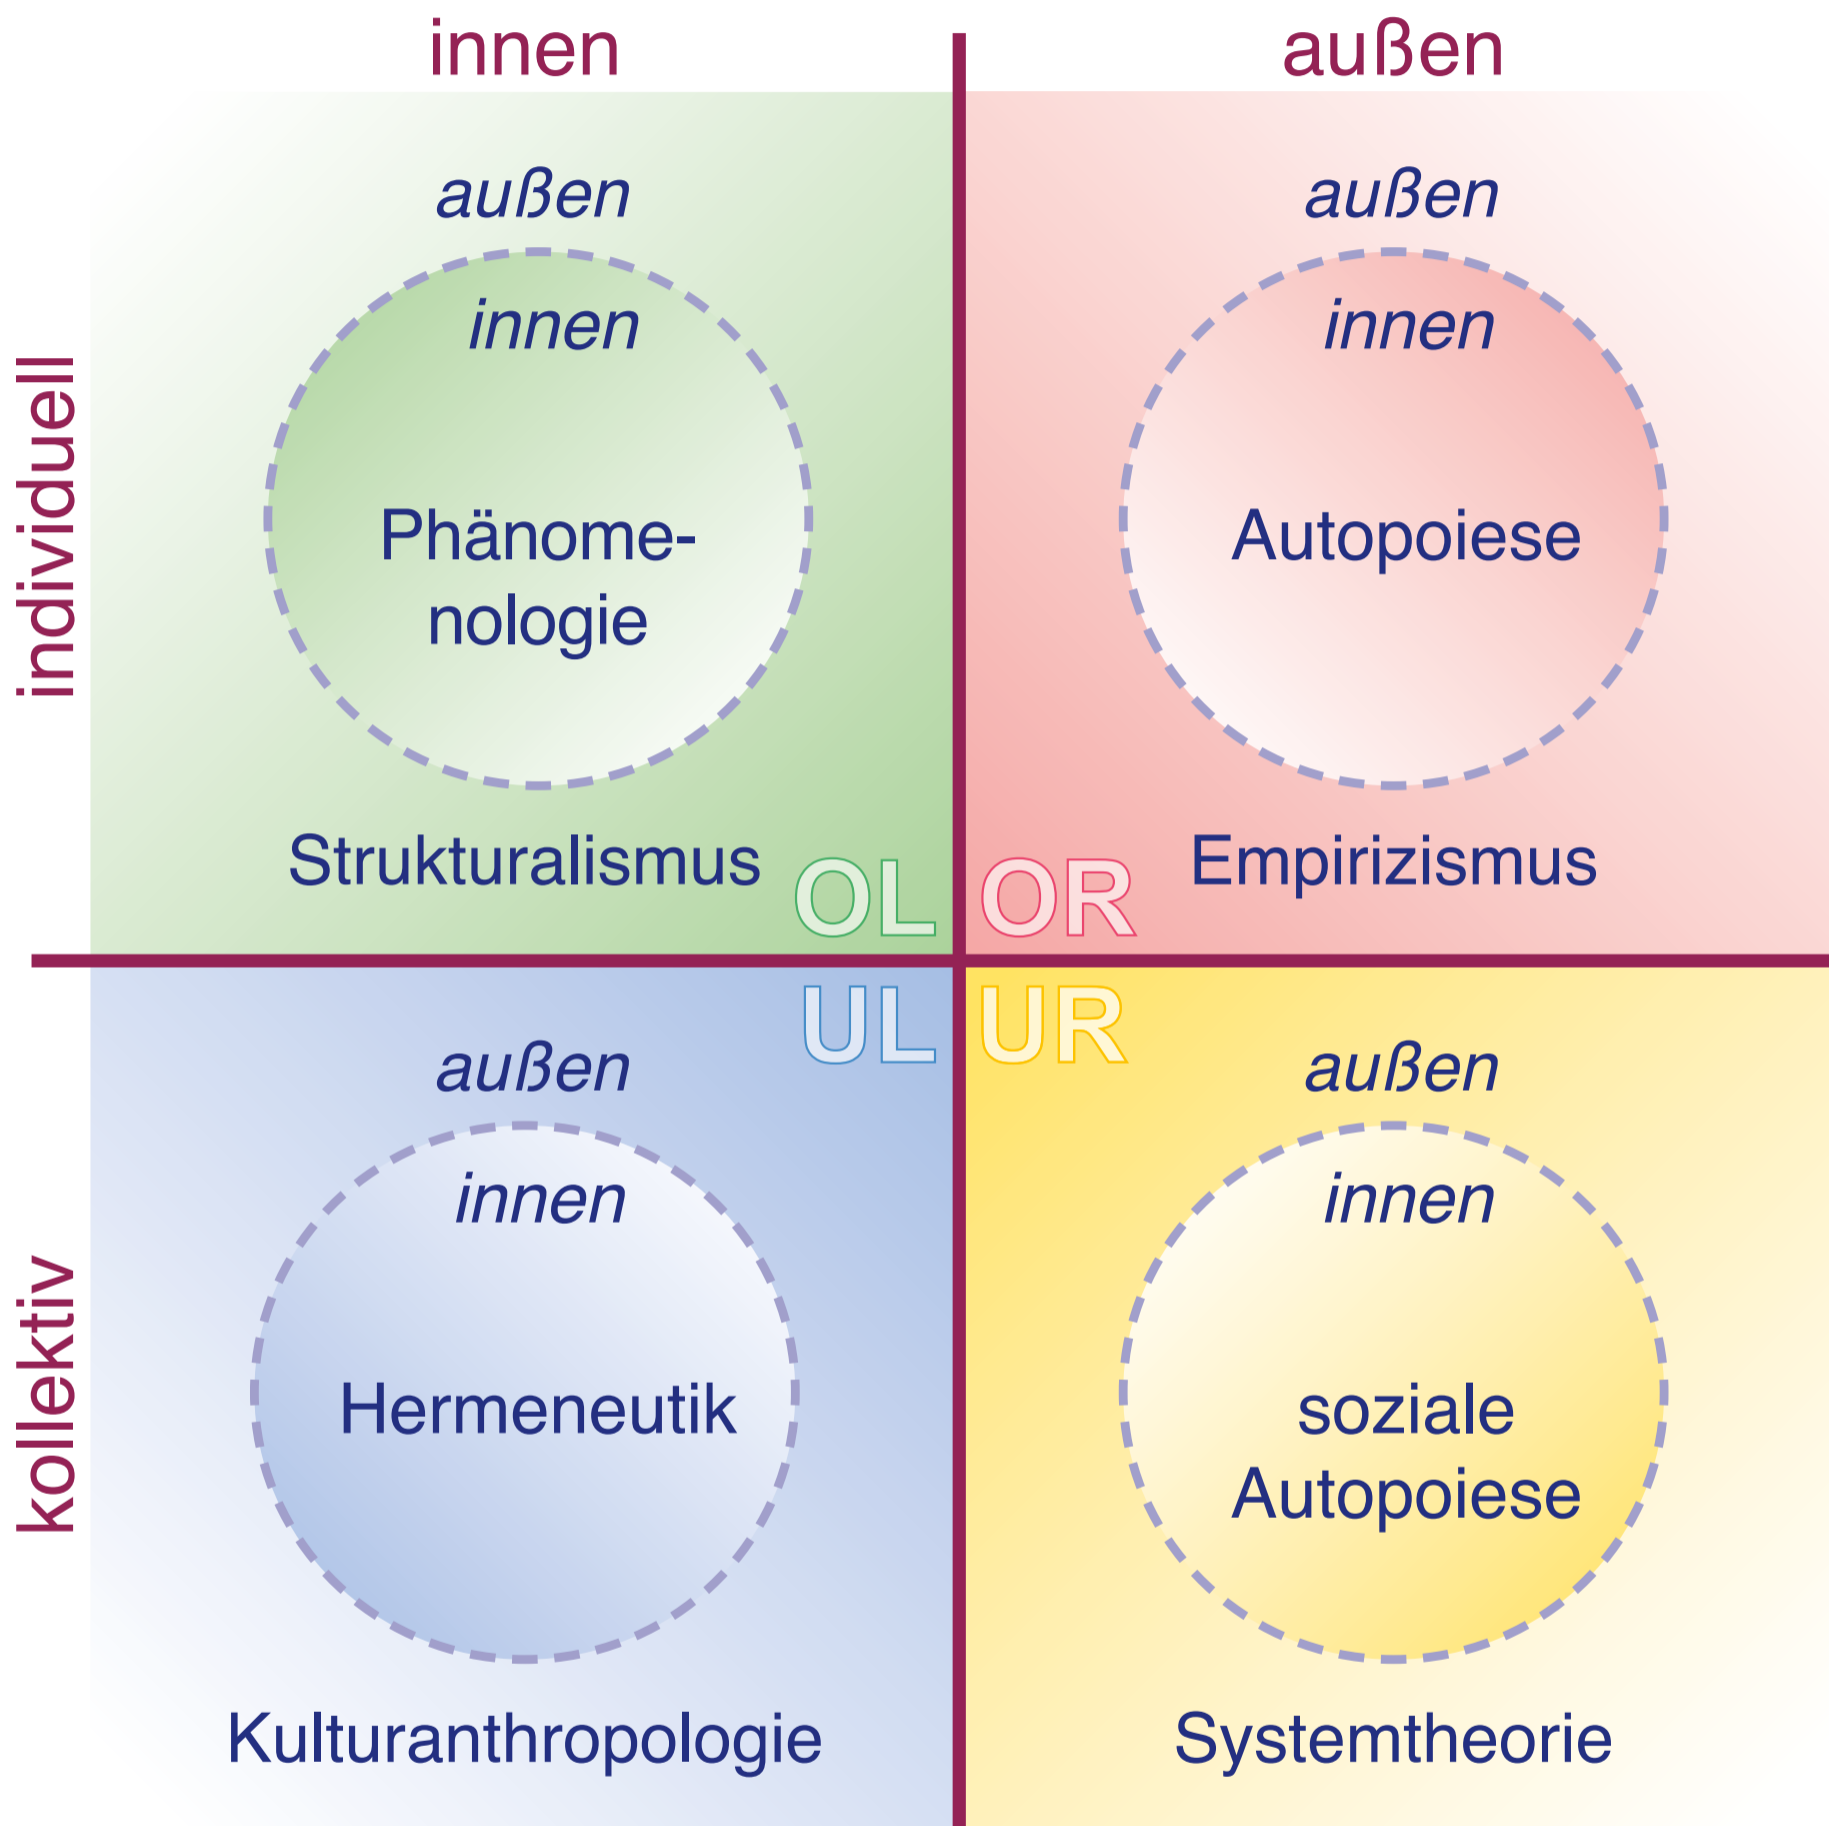 innen
außen
individuell
außen
innen
Phänome-
nologie
Strukturalismus
OL
außen
innen
Autopoiese
Empirizismus
OR
kollektiv
UL
außen
innen
Hermeneutik
Kulturanthropologie
UR
außen
innen
soziale
Autopoiese
Systemtheorie